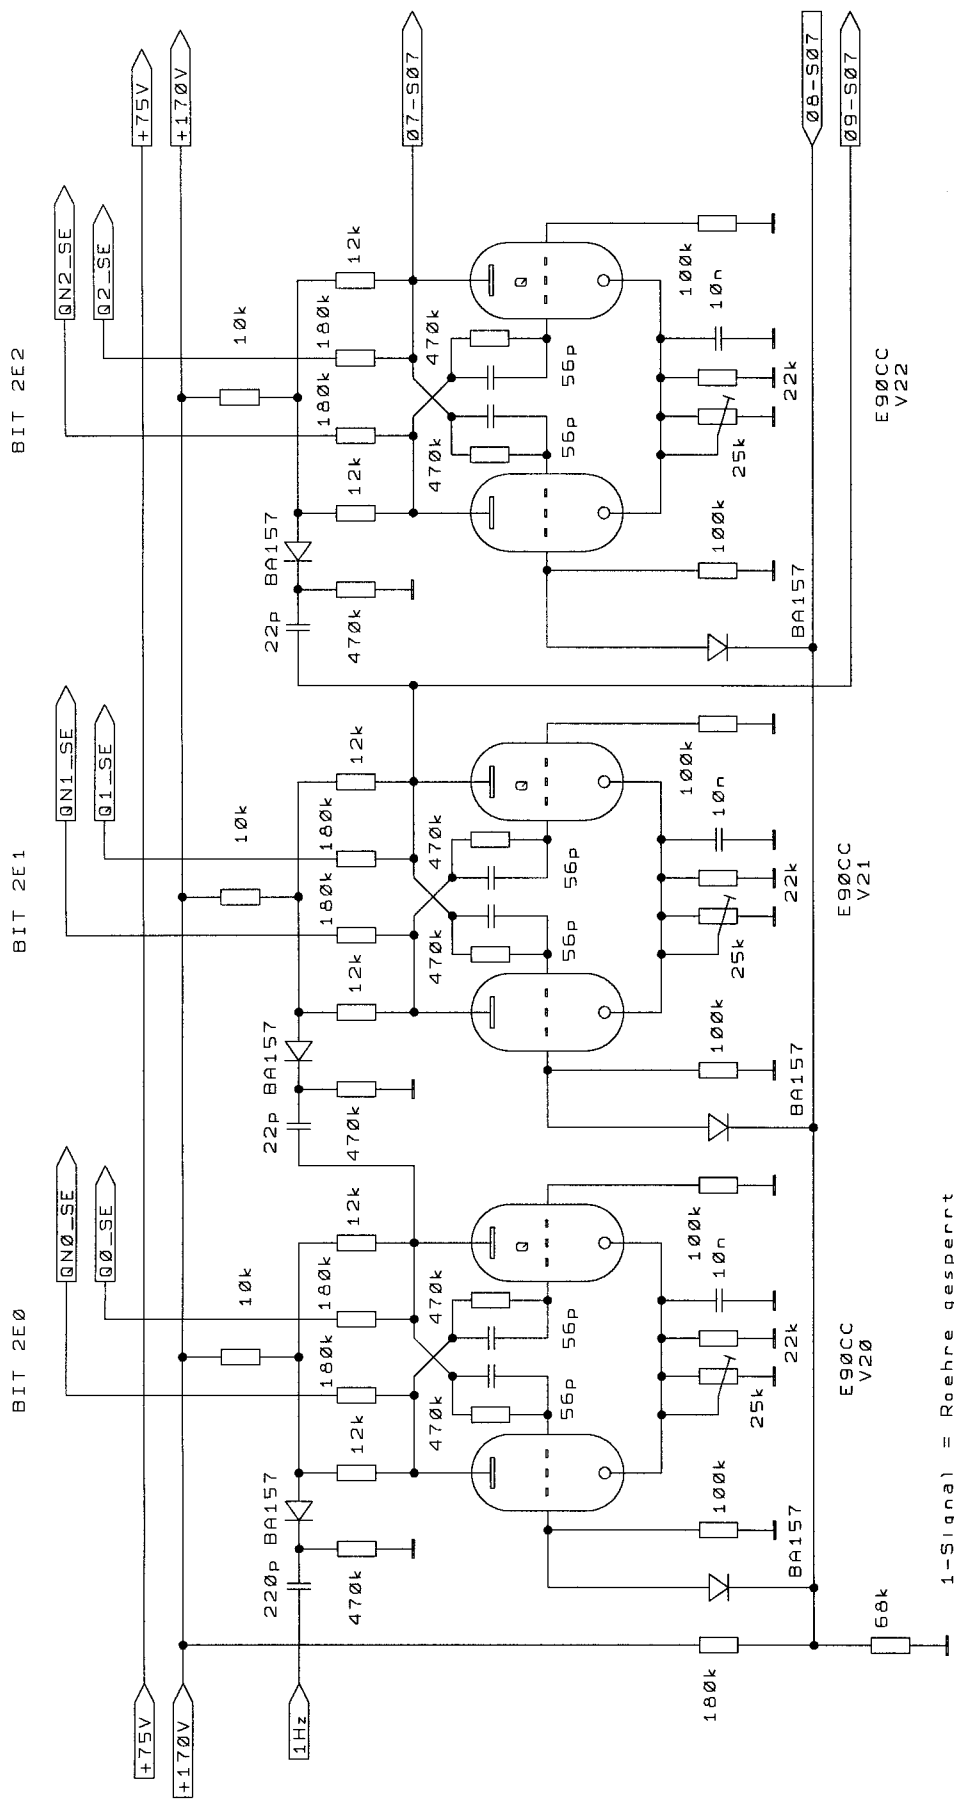 BIT 2E0
BIT 2E1
BIT 2E2
QN0_SE
Q0_SE
QN1_SE
Q1_SE
QN2_SE
Q2_SE
+75V
+75V
+170V
+170V
1Hz
220p
BA157
470k
12k
180k
180k
10k
12k
22p
BA157
470k
12k
180k
180k
10k
12k
22p
BA157
470k
12k
180k
180k
10k
12k
07-S07
470k
470k
56p
56p
Q
470k
470k
56p
56p
Q
470k
470k
56p
56p
Q
180k
BA157
100k
25k
22k
10n
100k
BA157
100k
25k
22k
10n
100k
BA157
100k
25k
22k
10n
100k
08-S07
09-S07
68k
E90CC
V20
E90CC
V21
E90CC
V22
1-Signal = Roehre gesperrt